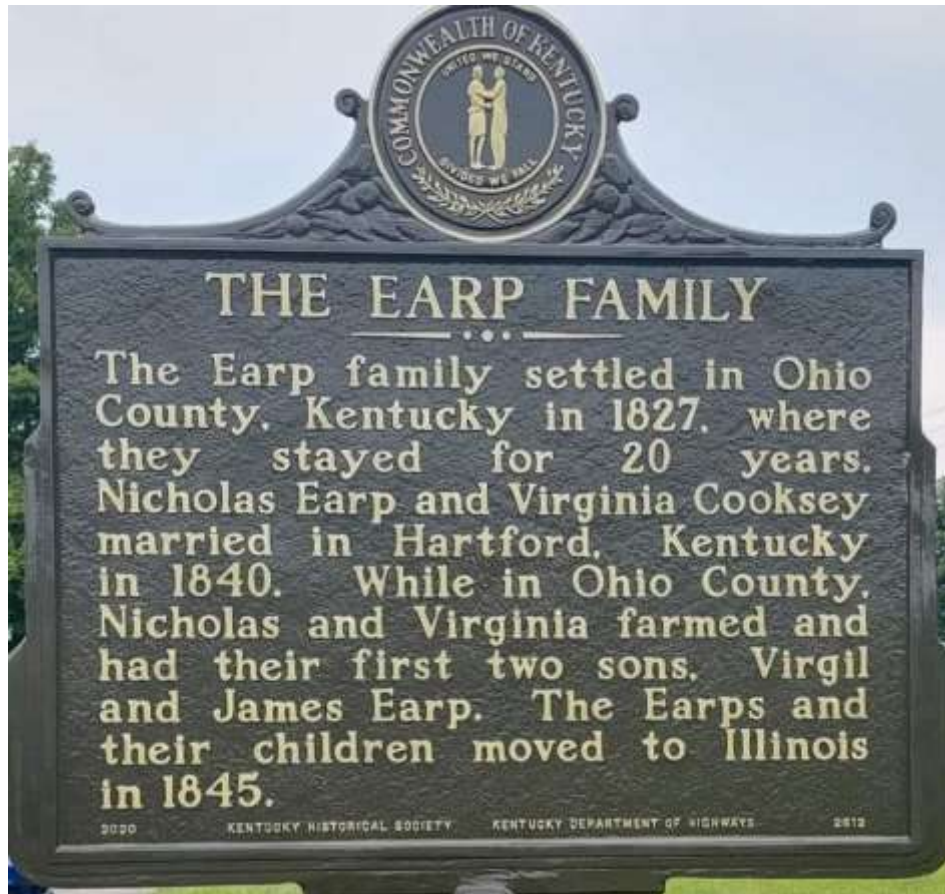 COMMONWEALTH OF KENTUCKY
UNITED WE STAND
DIVIDED WE FALL
THE EARP FAMILY
The Earp family settled in Ohio
County, Kentucky in 1827, where
they stayed for 20 years.
Nicholas Earp and Virginia Cooksey
married in Hartford, Kentucky
in 1840. While in Ohio County,
Nicholas and Virginia farmed and
had their first two sons, Virgil
and James Earp. The Earps and
their children moved to Illinois
in 1845.
2020 KENTUCKY HISTORICAL SOCIETY KENTUCKY DEPARTMENT OF HIGHWAYS 2612